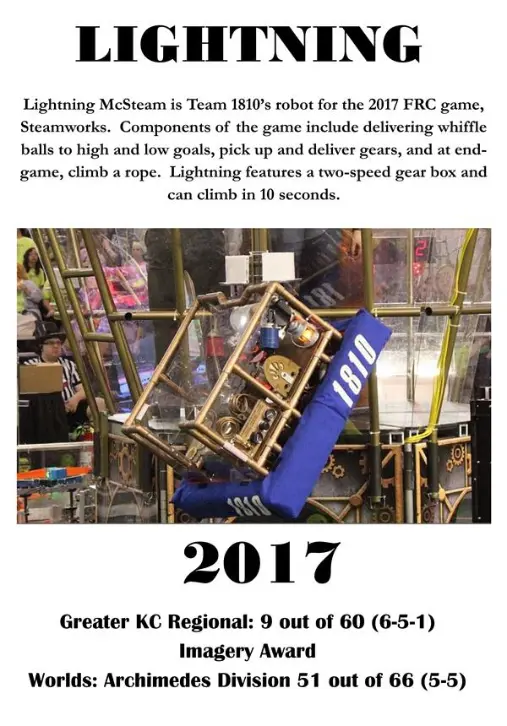 LIGHTNING
Lightning McSteam is Team 1810's robot for the 2017 FRC game,
Steamworks. Components of the game include delivering whiffle
balls to high and low goals, pick up and deliver gears, and at end-
game, climb a rope. Lightning features a two-speed gear box and
can climb in 10 seconds.
1810
1810
2017
Greater KC Regional: 9 out of 60 (6-5-1)
Imagery Award
Worlds: Archimedes Division 51 out of 66 (5-5)